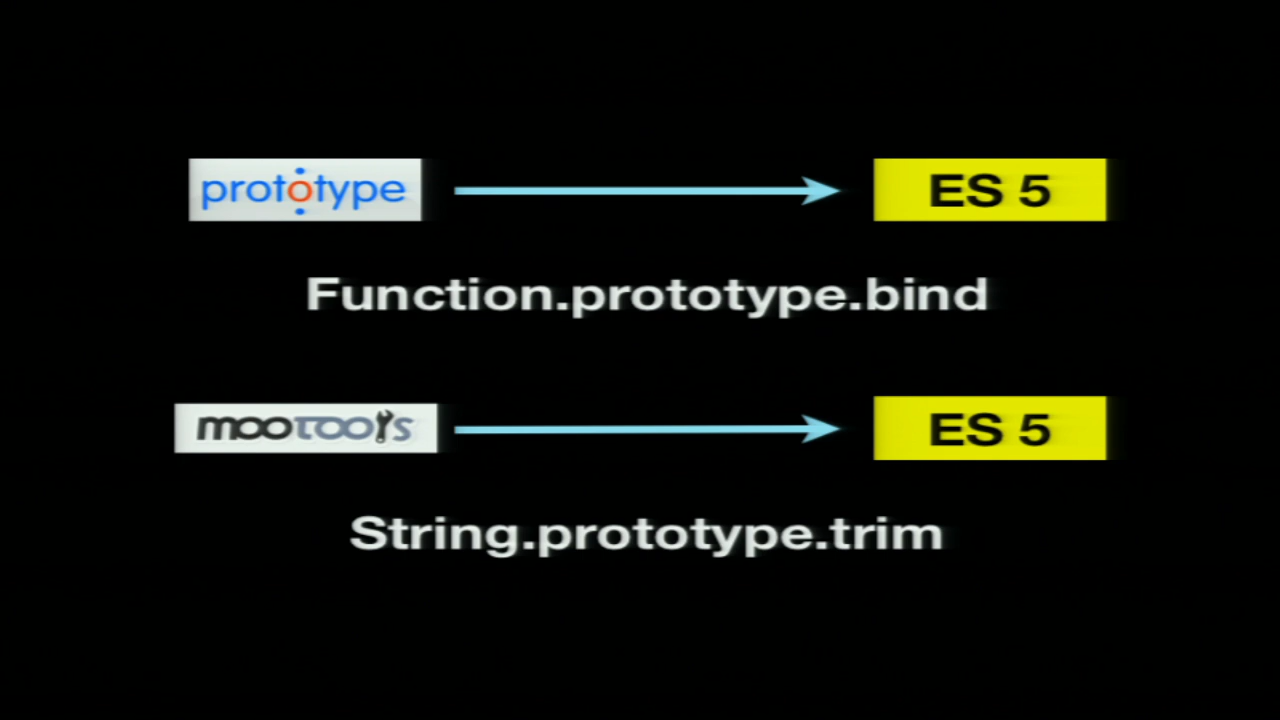 prototype
ES 5
Function.prototype.bind
mootools
ES 5
String.prototype.trim